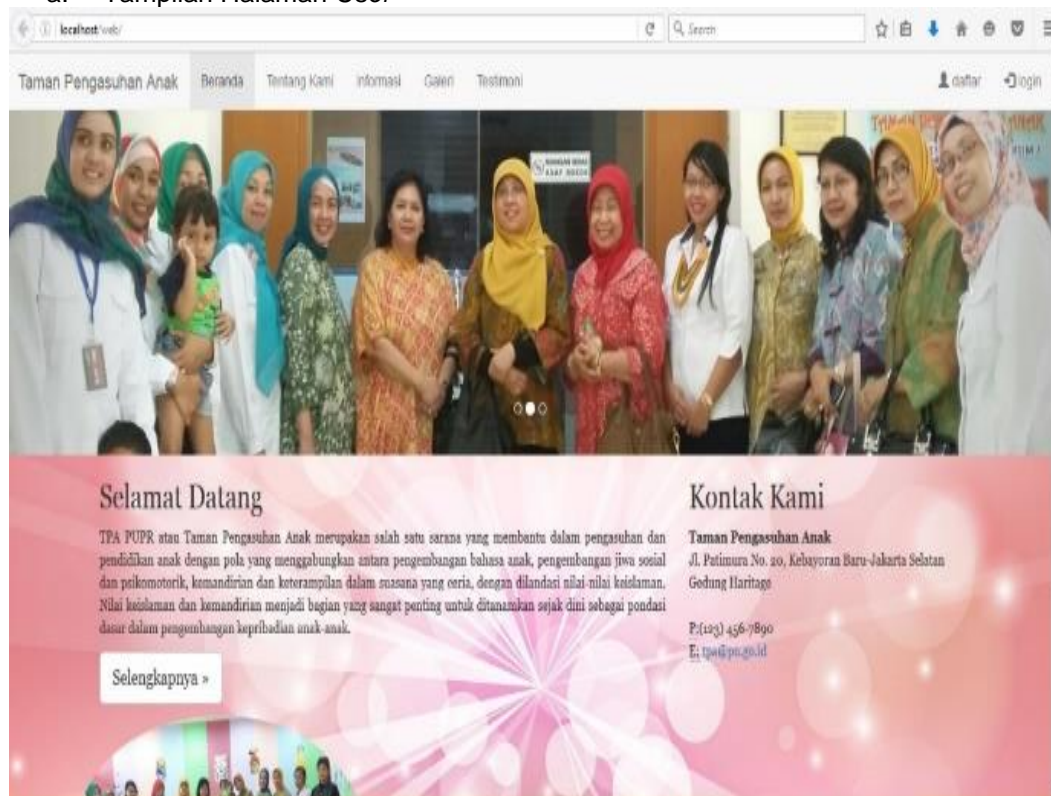 a. Tampilan Halaman User
localhost/web/
Search
Taman Pengasuhan Anak Beranda Tentang Kami Informasi Galeri Testimoni daftar login
Selamat Datang
TPA PUPR atau Taman Pengasuhan Anak merupakan salah satu sarana yang membantu dalam pengasuhan dan
pendidikan anak dengan pola yang menggabungkan antara pengembangan bahasa anak, pengembangan jiwa sosial
dan psikomotorik, kemandirian dan keterampilan dalam suasana yang ceria, dengan dilandasi nilai-nilai keislaman.
Nilai keislaman dan kemandirian menjadi bagian yang sangat penting untuk ditanamkan sejak dini sebagai pondasi
dasar dalam pengembangan kepribadian anak-anak.
Selengkapnya »
Kontak Kami
Taman Pengasuhan Anak
Jl. Patimura No. 20, Kebayoran Baru-Jakarta Selatan
Gedung Haritage
P:(123) 456-7890
E: tpa@pu.go.id